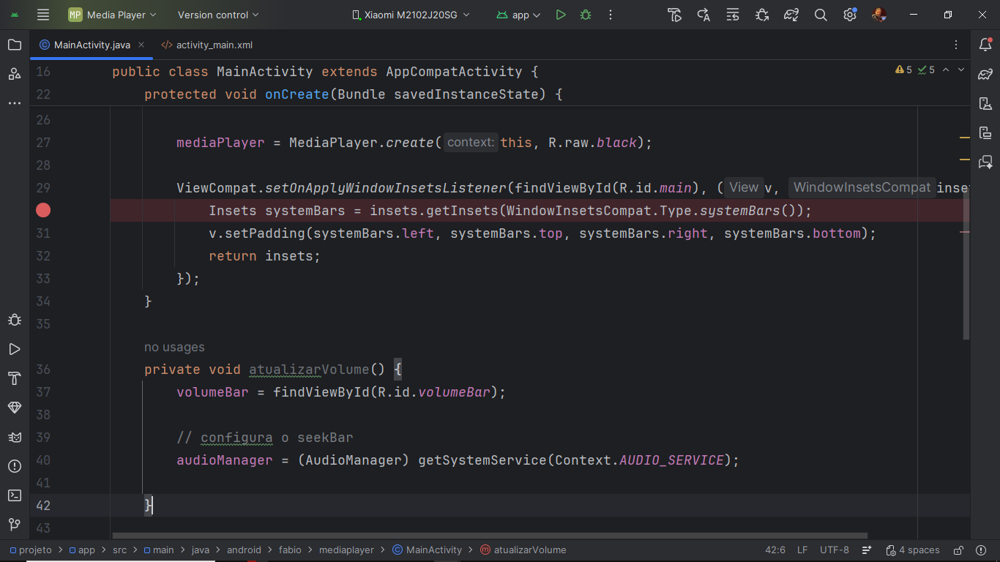 MP Media Player Version control Xiaomi M2102J20SG app
MainActivity.java activity_main.xml
16 public class MainActivity extends AppCompatActivity { 5 5
22 protected void onCreate(Bundle savedInstanceState) {
26
27 mediaPlayer = MediaPlayer.create( context: this, R.raw.black);
28
29 ViewCompat.setOnApplyWindowInsetsListener(findViewById(R.id.main), ( View v, WindowInsetsCompat inse
Insets systemBars = insets.getInsets(WindowInsetsCompat.Type.systemBars());
31 v.setPadding(systemBars.left, systemBars.top, systemBars.right, systemBars.bottom);
32 return insets;
33 });
34 }
35
no usages
36 private void atualizarVolume() {
37 volumeBar = findViewById(R.id.volumeBar);
38
39 // configura o seekBar
40 audioManager = (AudioManager) getSystemService(Context.AUDIO_SERVICE);
41
42 }
43
projeto > app > src > main > java > android > fabio > mediaplayer > MainActivity > atualizarVolume 42:6 LF UTF-8 4 spaces